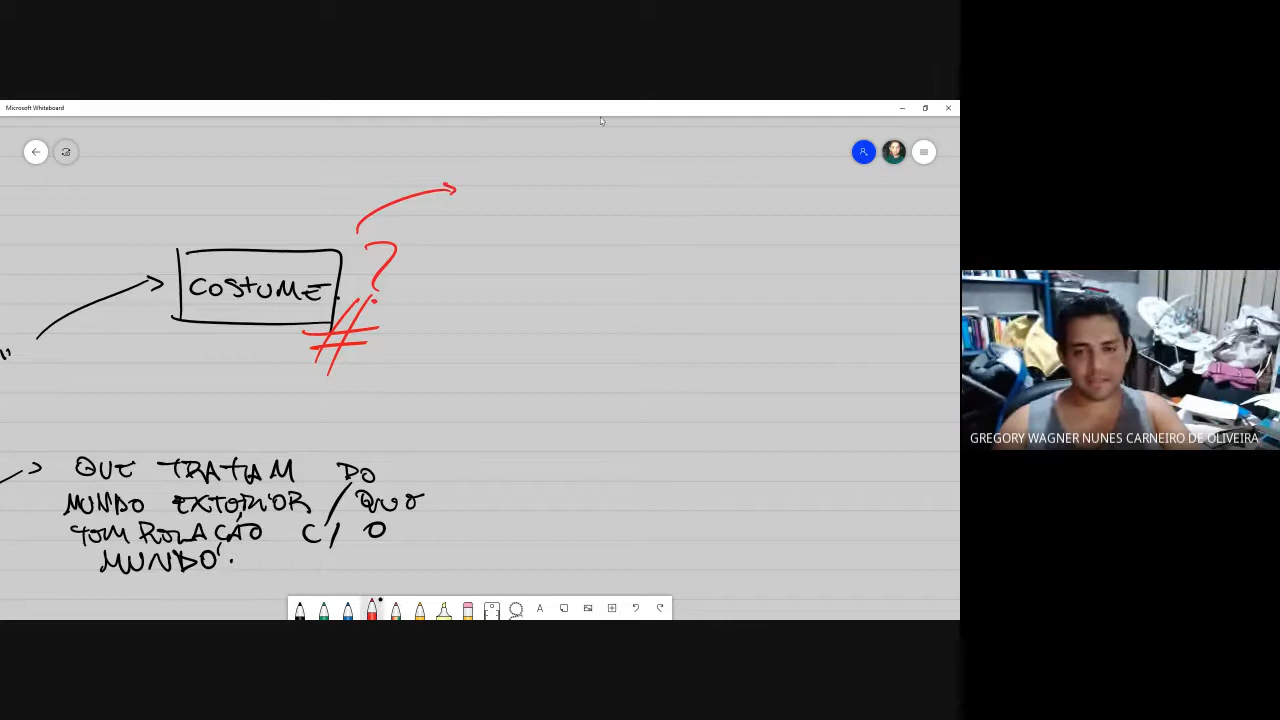 Microsoft Whiteboard
COSTUME
?
QUE TRATAM DO
MUNDO EXTERIOR / QUE
TEM RELAÇÃO C/ O
MUNDO.
GREGORY WAGNER NUNES CARNEIRO DE OLIVEIRA
A